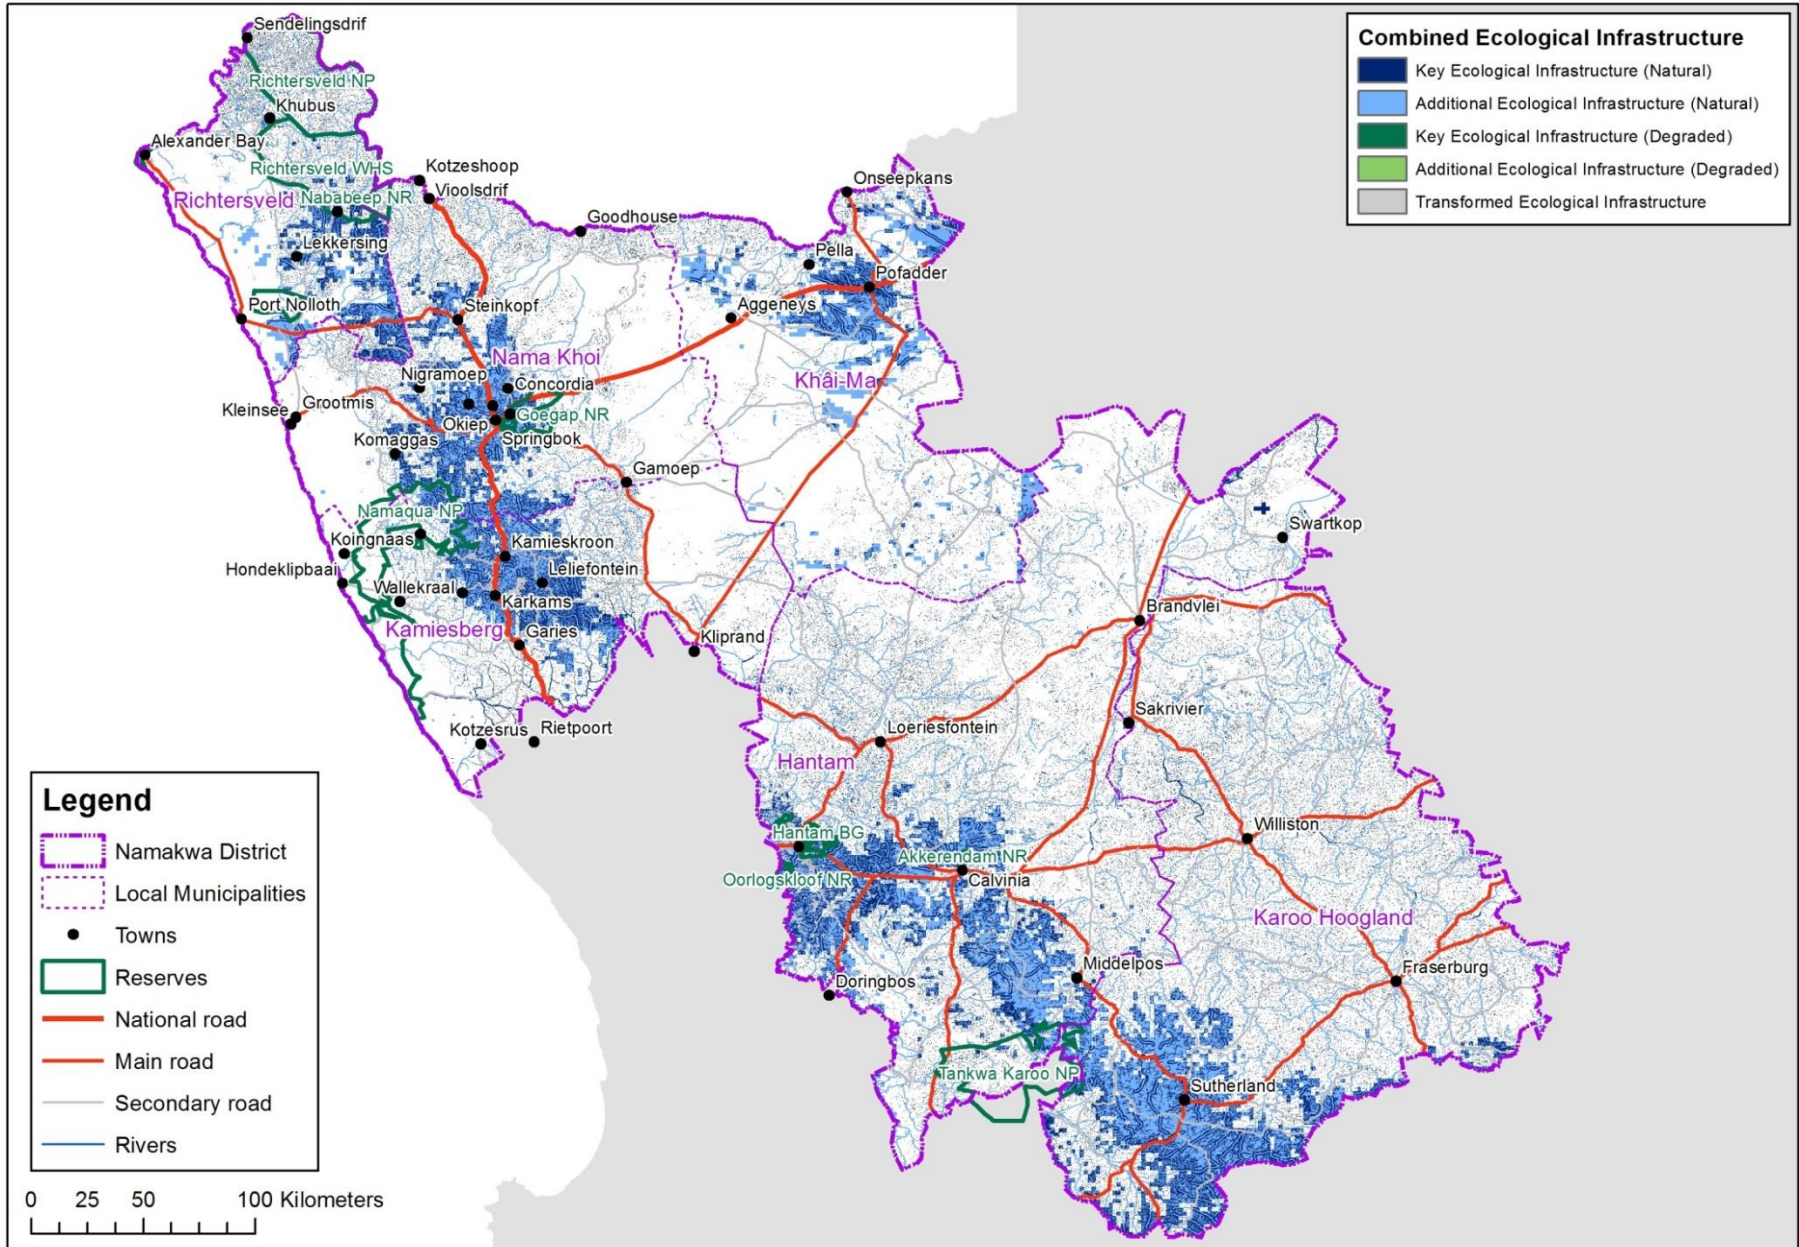 Combined Ecological Infrastructure
Key Ecological Infrastructure (Natural)
Additional Ecological Infrastructure (Natural)
Key Ecological Infrastructure (Degraded)
Additional Ecological Infrastructure (Degraded)
Transformed Ecological Infrastructure
Sendelingsdrif
Richtersveld NP
Khubus
Alexander Bay
Richtersveld WHS
Kotzeshoop
Vioolsdrif
Richtersveld
Nababeep NR
Onseepkans
Goodhouse
Lekkersing
Pella
Pofadder
Port Nolloth
Steinkopf
Aggeneys
Nama Khoi
Nigramoep
Concordia
Khâi-Ma
Kleinsee
Grootmis
Okiep
Goegap NR
Komaggas
Springbok
Gamoep
Namaqua NP
Swartkop
Koingnaas
Kamieskroon
Hondeklipbaai
Leliefontein
Wallekraal
Karkams
Brandvlei
Kamiesberg
Garies
Kliprand
Sakrivier
Kotzesrus
Rietpoort
Loeriesfontein
Hantam
Hantam BG
Williston
Akkerendam NR
Oorlogskloof NR
Calvinia
Karoo Hoogland
Middelpos
Fraserburg
Doringbos
Tankwa Karoo NP
Sutherland
Legend
Namakwa District
Local Municipalities
Towns
Reserves
National road
Main road
Secondary road
Rivers
0 25 50 100 Kilometers